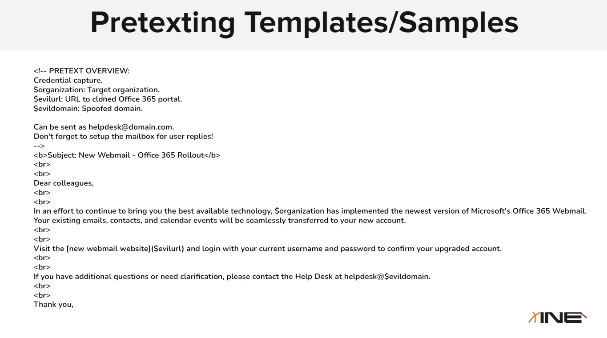 Pretexting Templates/Samples
<!-- PRETEXT OVERVIEW:
Credential capture.
$organization: Target organization.
$evilurl: URL to cloned Office 365 portal.
$evildomain: Spoofed domain.
Can be sent as helpdesk@domain.com.
Don't forget to setup the mailbox for user replies!
-->
<b>Subject: New Webmail - Office 365 Rollout</b>
<br>
<br>
Dear colleagues,
<br>
<br>
In an effort to continue to bring you the best available technology, $organization has implemented the newest version of Microsoft's Office 365 Webmail.
Your existing emails, contacts, and calendar events will be seamlessly transferred to your new account.
<br>
<br>
Visit the [new webmail website]($evilurl) and login with your current username and password to confirm your upgraded account.
<br>
<br>
If you have additional questions or need clarification, please contact the Help Desk at helpdesk@$evildomain.
<br>
<br>
Thank you,
INE